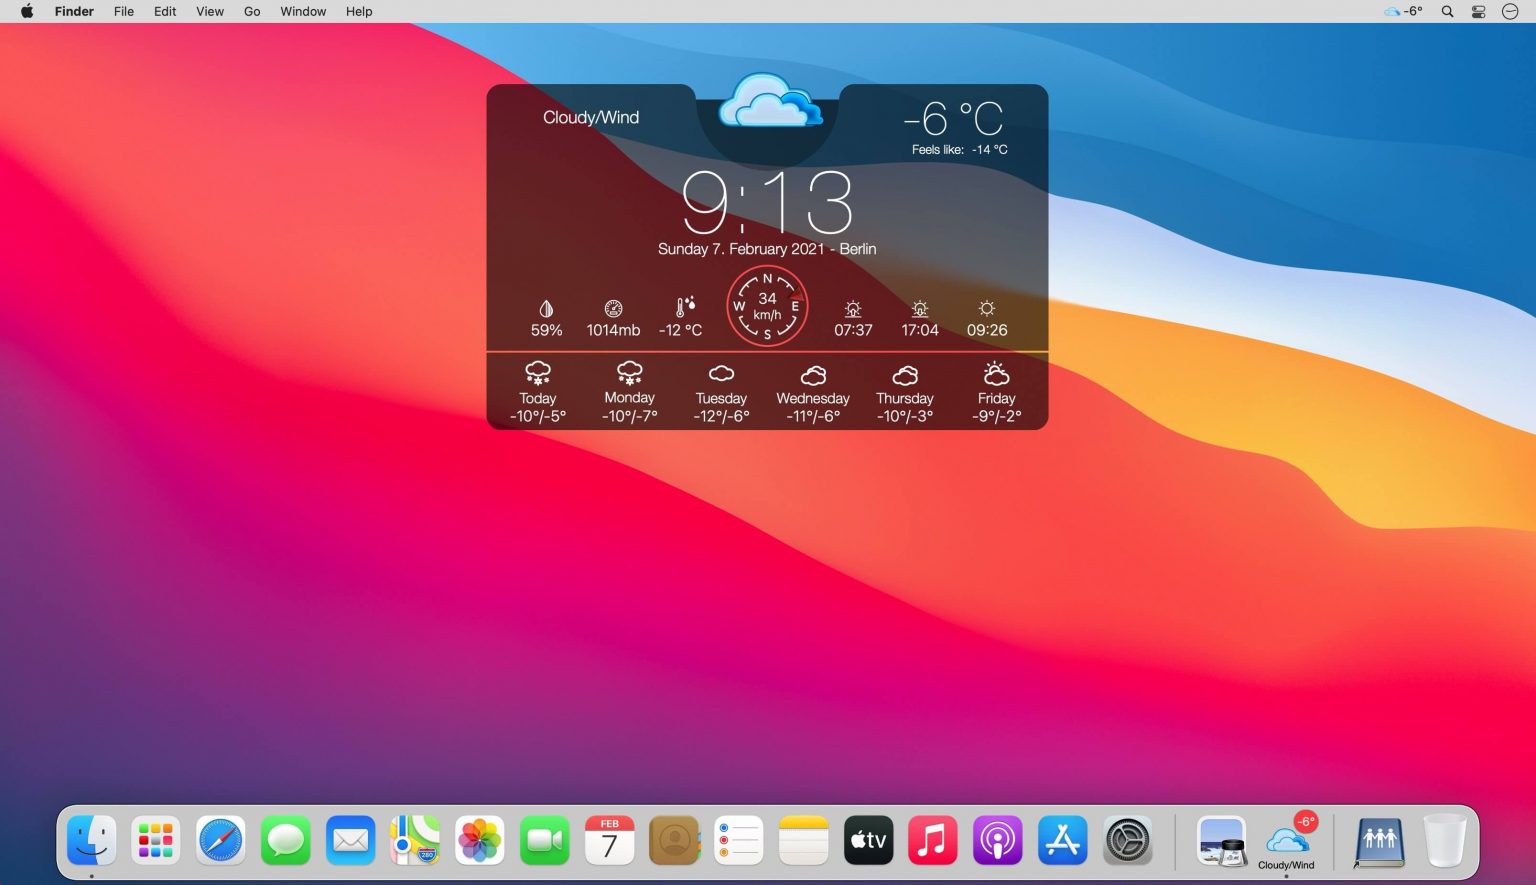 Finder File Edit View Go Window Help -6°
Cloudy/Wind
-6 °C
Feels like: -14 °C
9:13
Sunday 7. February 2021 - Berlin
N
W 34 E
km/h
S
59% 1014mb -12 °C 07:37 17:04 09:26
Today Monday Tuesday Wednesday Thursday Friday
-10°/-5° -10°/-7° -12°/-6° -11°/-6° -10°/-3° -9°/-2°
280
FEB
7
tv
-6°
Cloudy/Wind